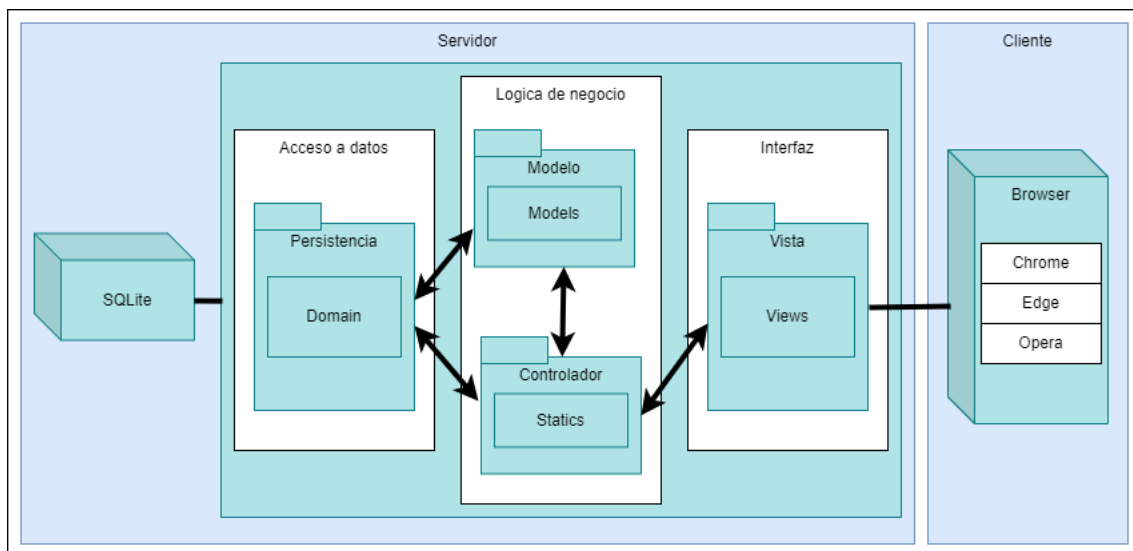 Servidor
Cliente
Logica de negocio
Acceso a datos
Interfaz
Modelo
Models
Persistencia
Domain
Vista
Views
Controlador
Statics
SQLite
Browser
Chrome
Edge
Opera